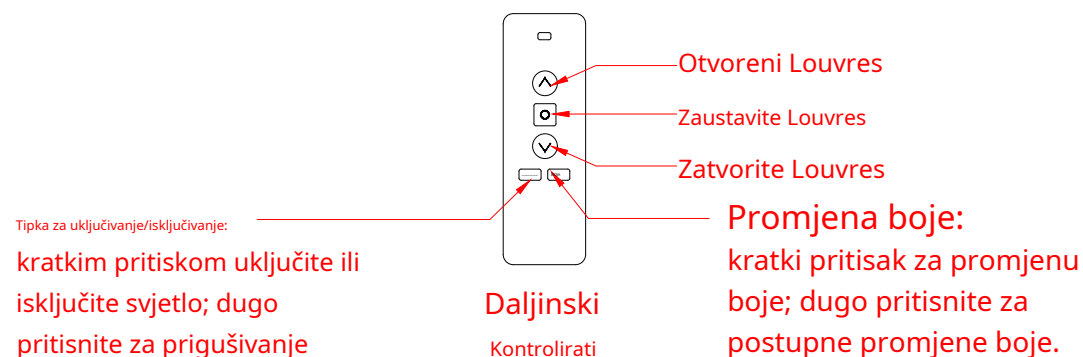 Otvoreni Louvres
Zaustavite Louvres
Zatvorite Louvres
Tipka za uključivanje/isključivanje:
kratkim pritiskom uključite ili
isključite svjetlo; dugo
pritisnite za prigušivanje
Promjena boje:
kratki pritisak za promjenu
boje; dugo pritisnite za
postupne promjene boje.
Daljinski
Kontrolirati